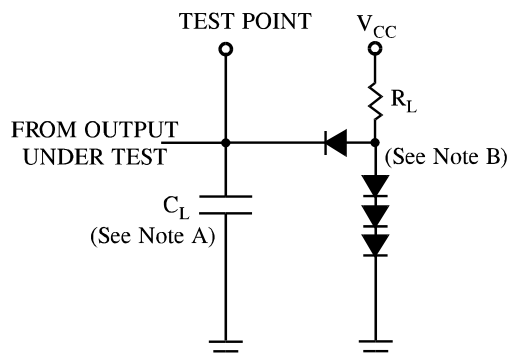 TEST POINT
VCC
RL
FROM OUTPUT
UNDER TEST
(See Note B)
CL
(See Note A)